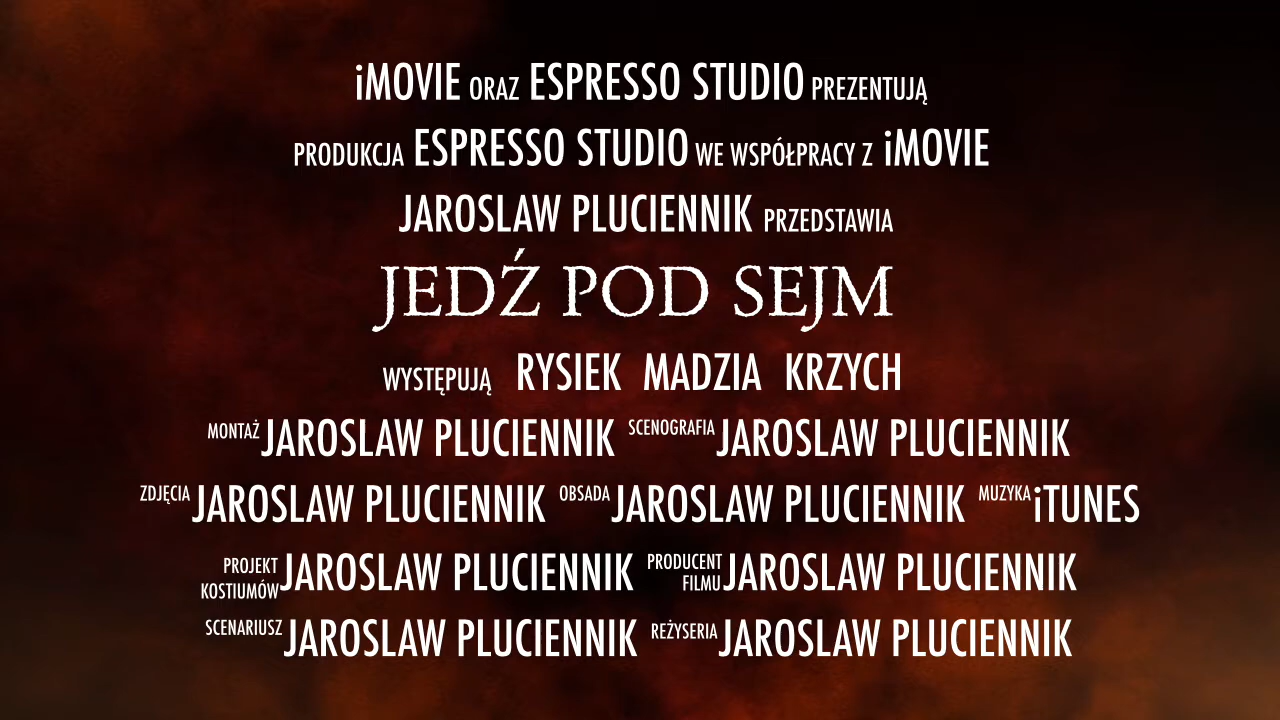 iMOVIE ORAZ ESPRESSO STUDIO PREZENTUJĄ
PRODUKCJA ESPRESSO STUDIO WE WSPÓŁPRACY Z iMOVIE
JAROSLAW PLUCIENNIK PRZEDSTAWIA
JEDŹ POD SEJM
WYSTĘPUJĄ RYSIEK MADZIA KRZYCH
MONTAŻ JAROSLAW PLUCIENNIK SCENOGRAFIA JAROSLAW PLUCIENNIK
ZDJĘCIA JAROSLAW PLUCIENNIK OBSADA JAROSLAW PLUCIENNIK MUZYKA iTUNES
PROJEKT KOSTIUMÓW JAROSLAW PLUCIENNIK PRODUCENT FILMU JAROSLAW PLUCIENNIK
SCENARIUSZ JAROSLAW PLUCIENNIK REŻYSERIA JAROSLAW PLUCIENNIK